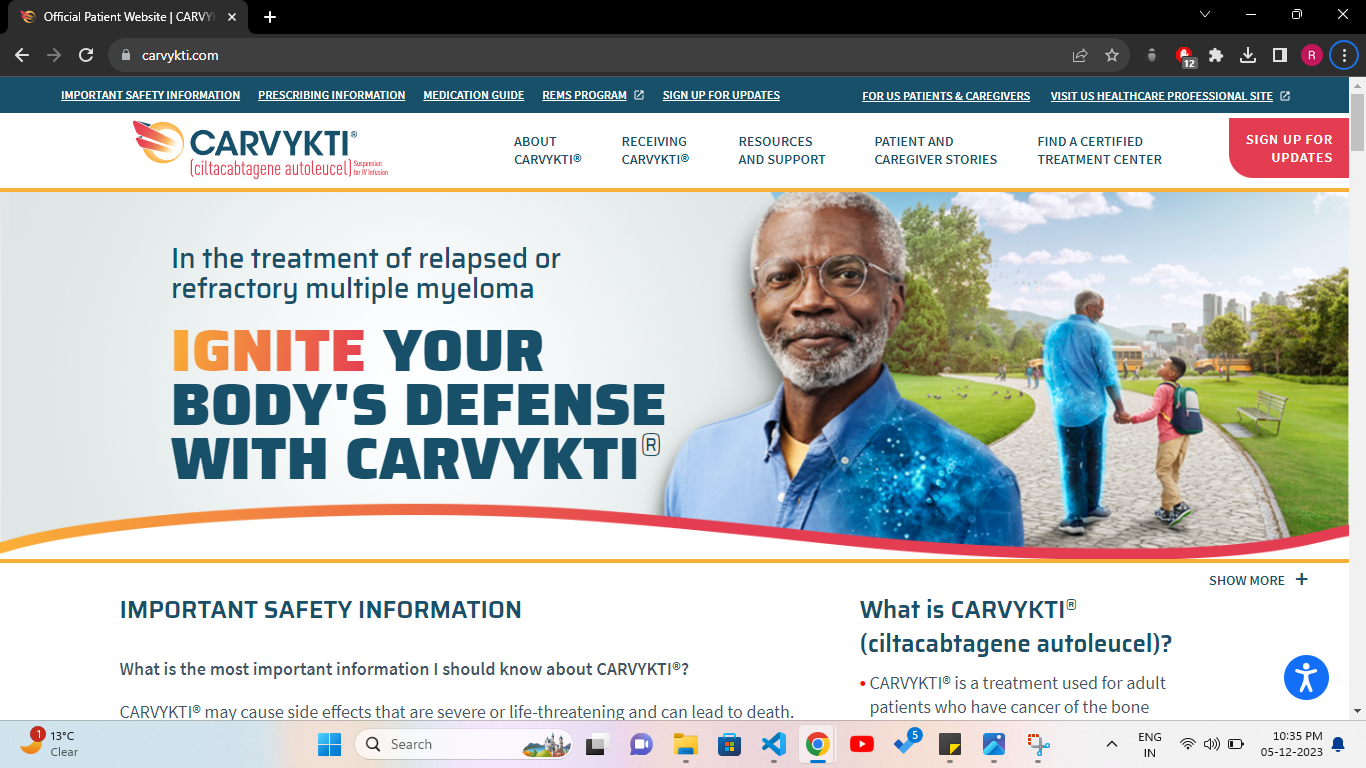 Official Patient Website | CARVY
carvykti.com
12
R
IMPORTANT SAFETY INFORMATION PRESCRIBING INFORMATION MEDICATION GUIDE REMS PROGRAM SIGN UP FOR UPDATES FOR US PATIENTS & CAREGIVERS VISIT US HEALTHCARE PROFESSIONAL SITE
CARVYKTI®
(ciltacabtagene autoleucel) Suspension
for IV infusion
ABOUT
CARVYKTI®
RECEIVING
CARVYKTI®
RESOURCES
AND SUPPORT
PATIENT AND
CAREGIVER STORIES
FIND A CERTIFIED
TREATMENT CENTER
SIGN UP FOR
UPDATES
In the treatment of relapsed or
refractory multiple myeloma
IGNITE YOUR
BODY'S DEFENSE
WITH CARVYKTI®
SHOW MORE +
IMPORTANT SAFETY INFORMATION
What is the most important information I should know about CARVYKTI®?
CARVYKTI® may cause side effects that are severe or life-threatening and can lead to death.
What is CARVYKTI®
(ciltacabtagene autoleucel)?
• CARVYKTI® is a treatment used for adult
patients who have cancer of the bone
1
13°C
Clear
Search
5
ENG
IN
10:35 PM
05-12-2023